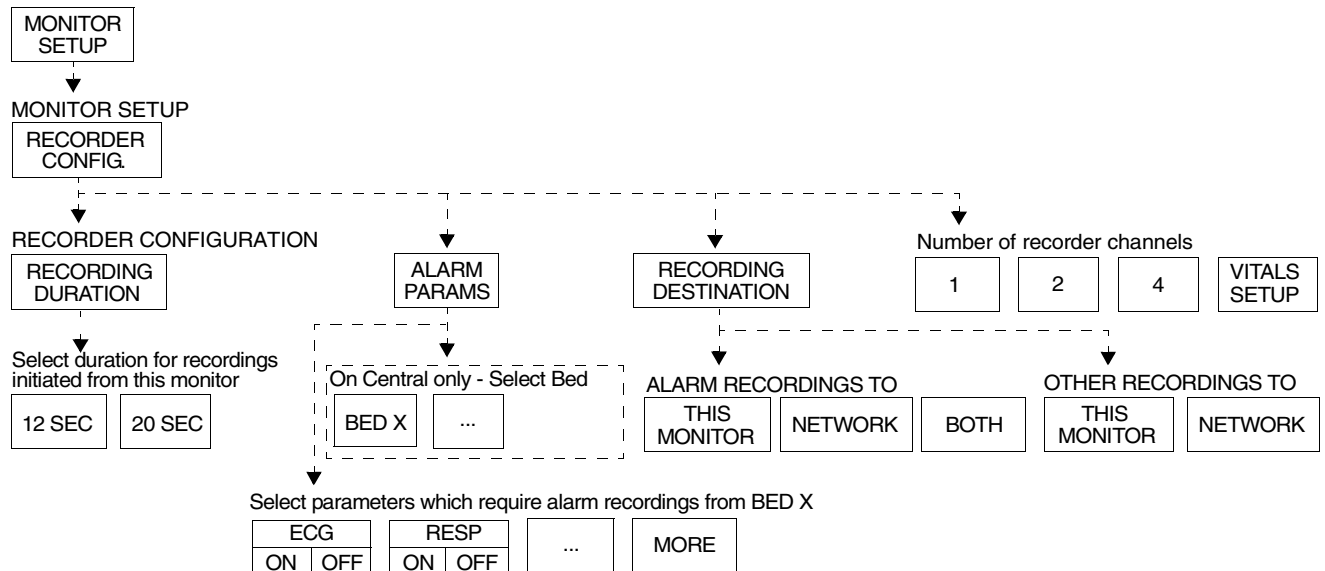 MONITOR
SETUP
MONITOR SETUP
RECORDER
CONFIG.
RECORDER CONFIGURATION
RECORDING
DURATION
Select duration for recordings
initiated from this monitor
12 SEC
20 SEC
ALARM
PARAMS
On Central only - Select Bed
BED X
...
Select parameters which require alarm recordings from BED X
ECG
ON OFF
RESP
ON OFF
...
MORE
RECORDING
DESTINATION
ALARM RECORDINGS TO
THIS
MONITOR
NETWORK
BOTH
OTHER RECORDINGS TO
THIS
MONITOR
NETWORK
Number of recorder channels
1
2
4
VITALS
SETUP